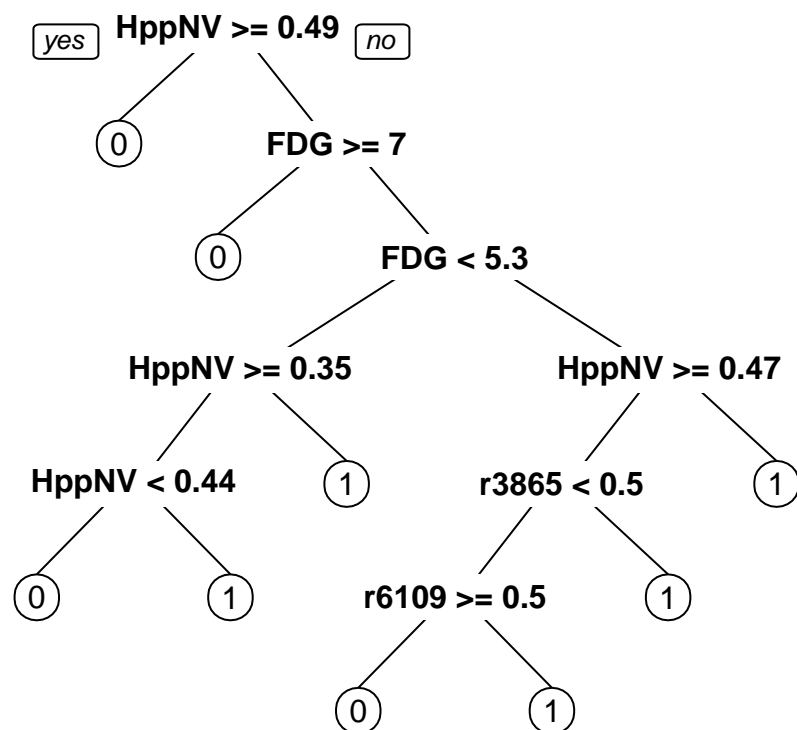 yes HppNV >= 0.49 no
0 FDG >= 7
0 FDG < 5.3
HppNV >= 0.35 HppNV >= 0.47
HppNV < 0.44 1 r3865 < 0.5 1
0 1 r6109 >= 0.5 1
0 1